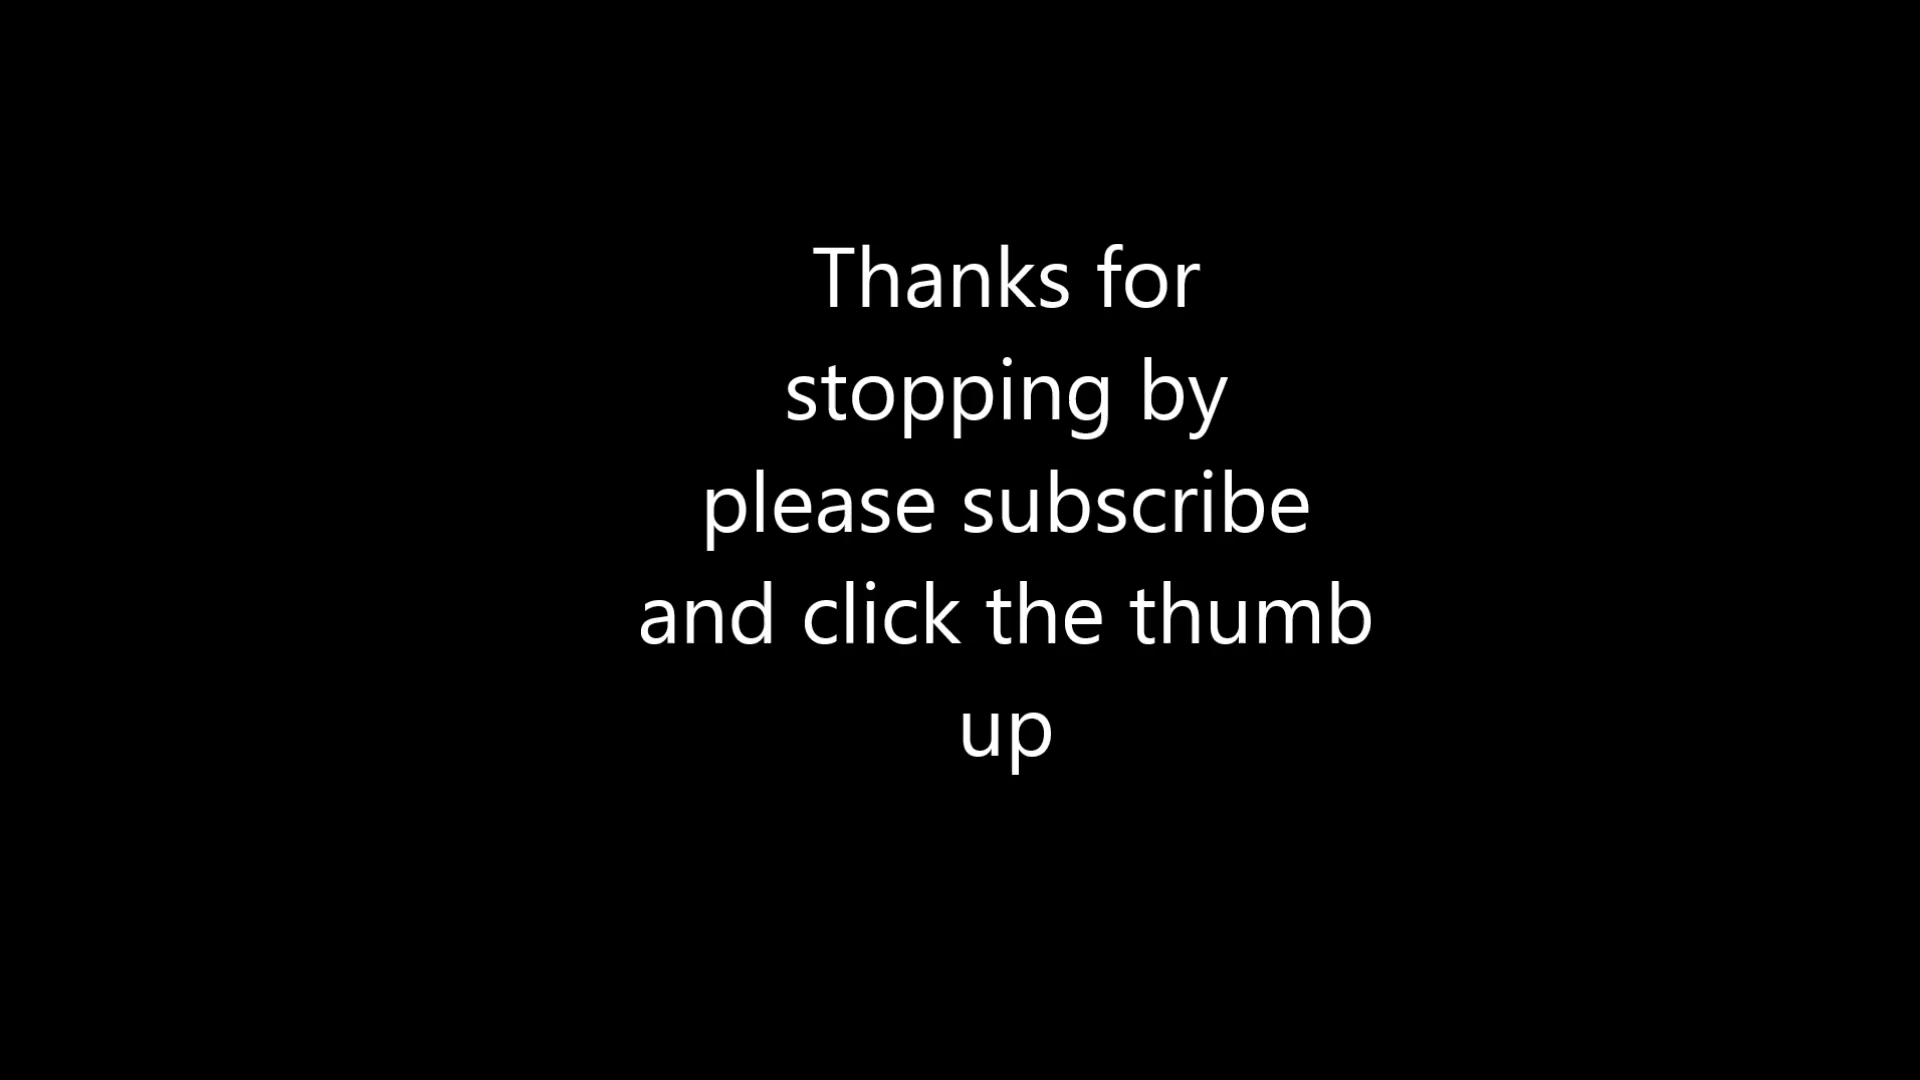 Thanks for
stopping by
please subscribe
and click the thumb
up